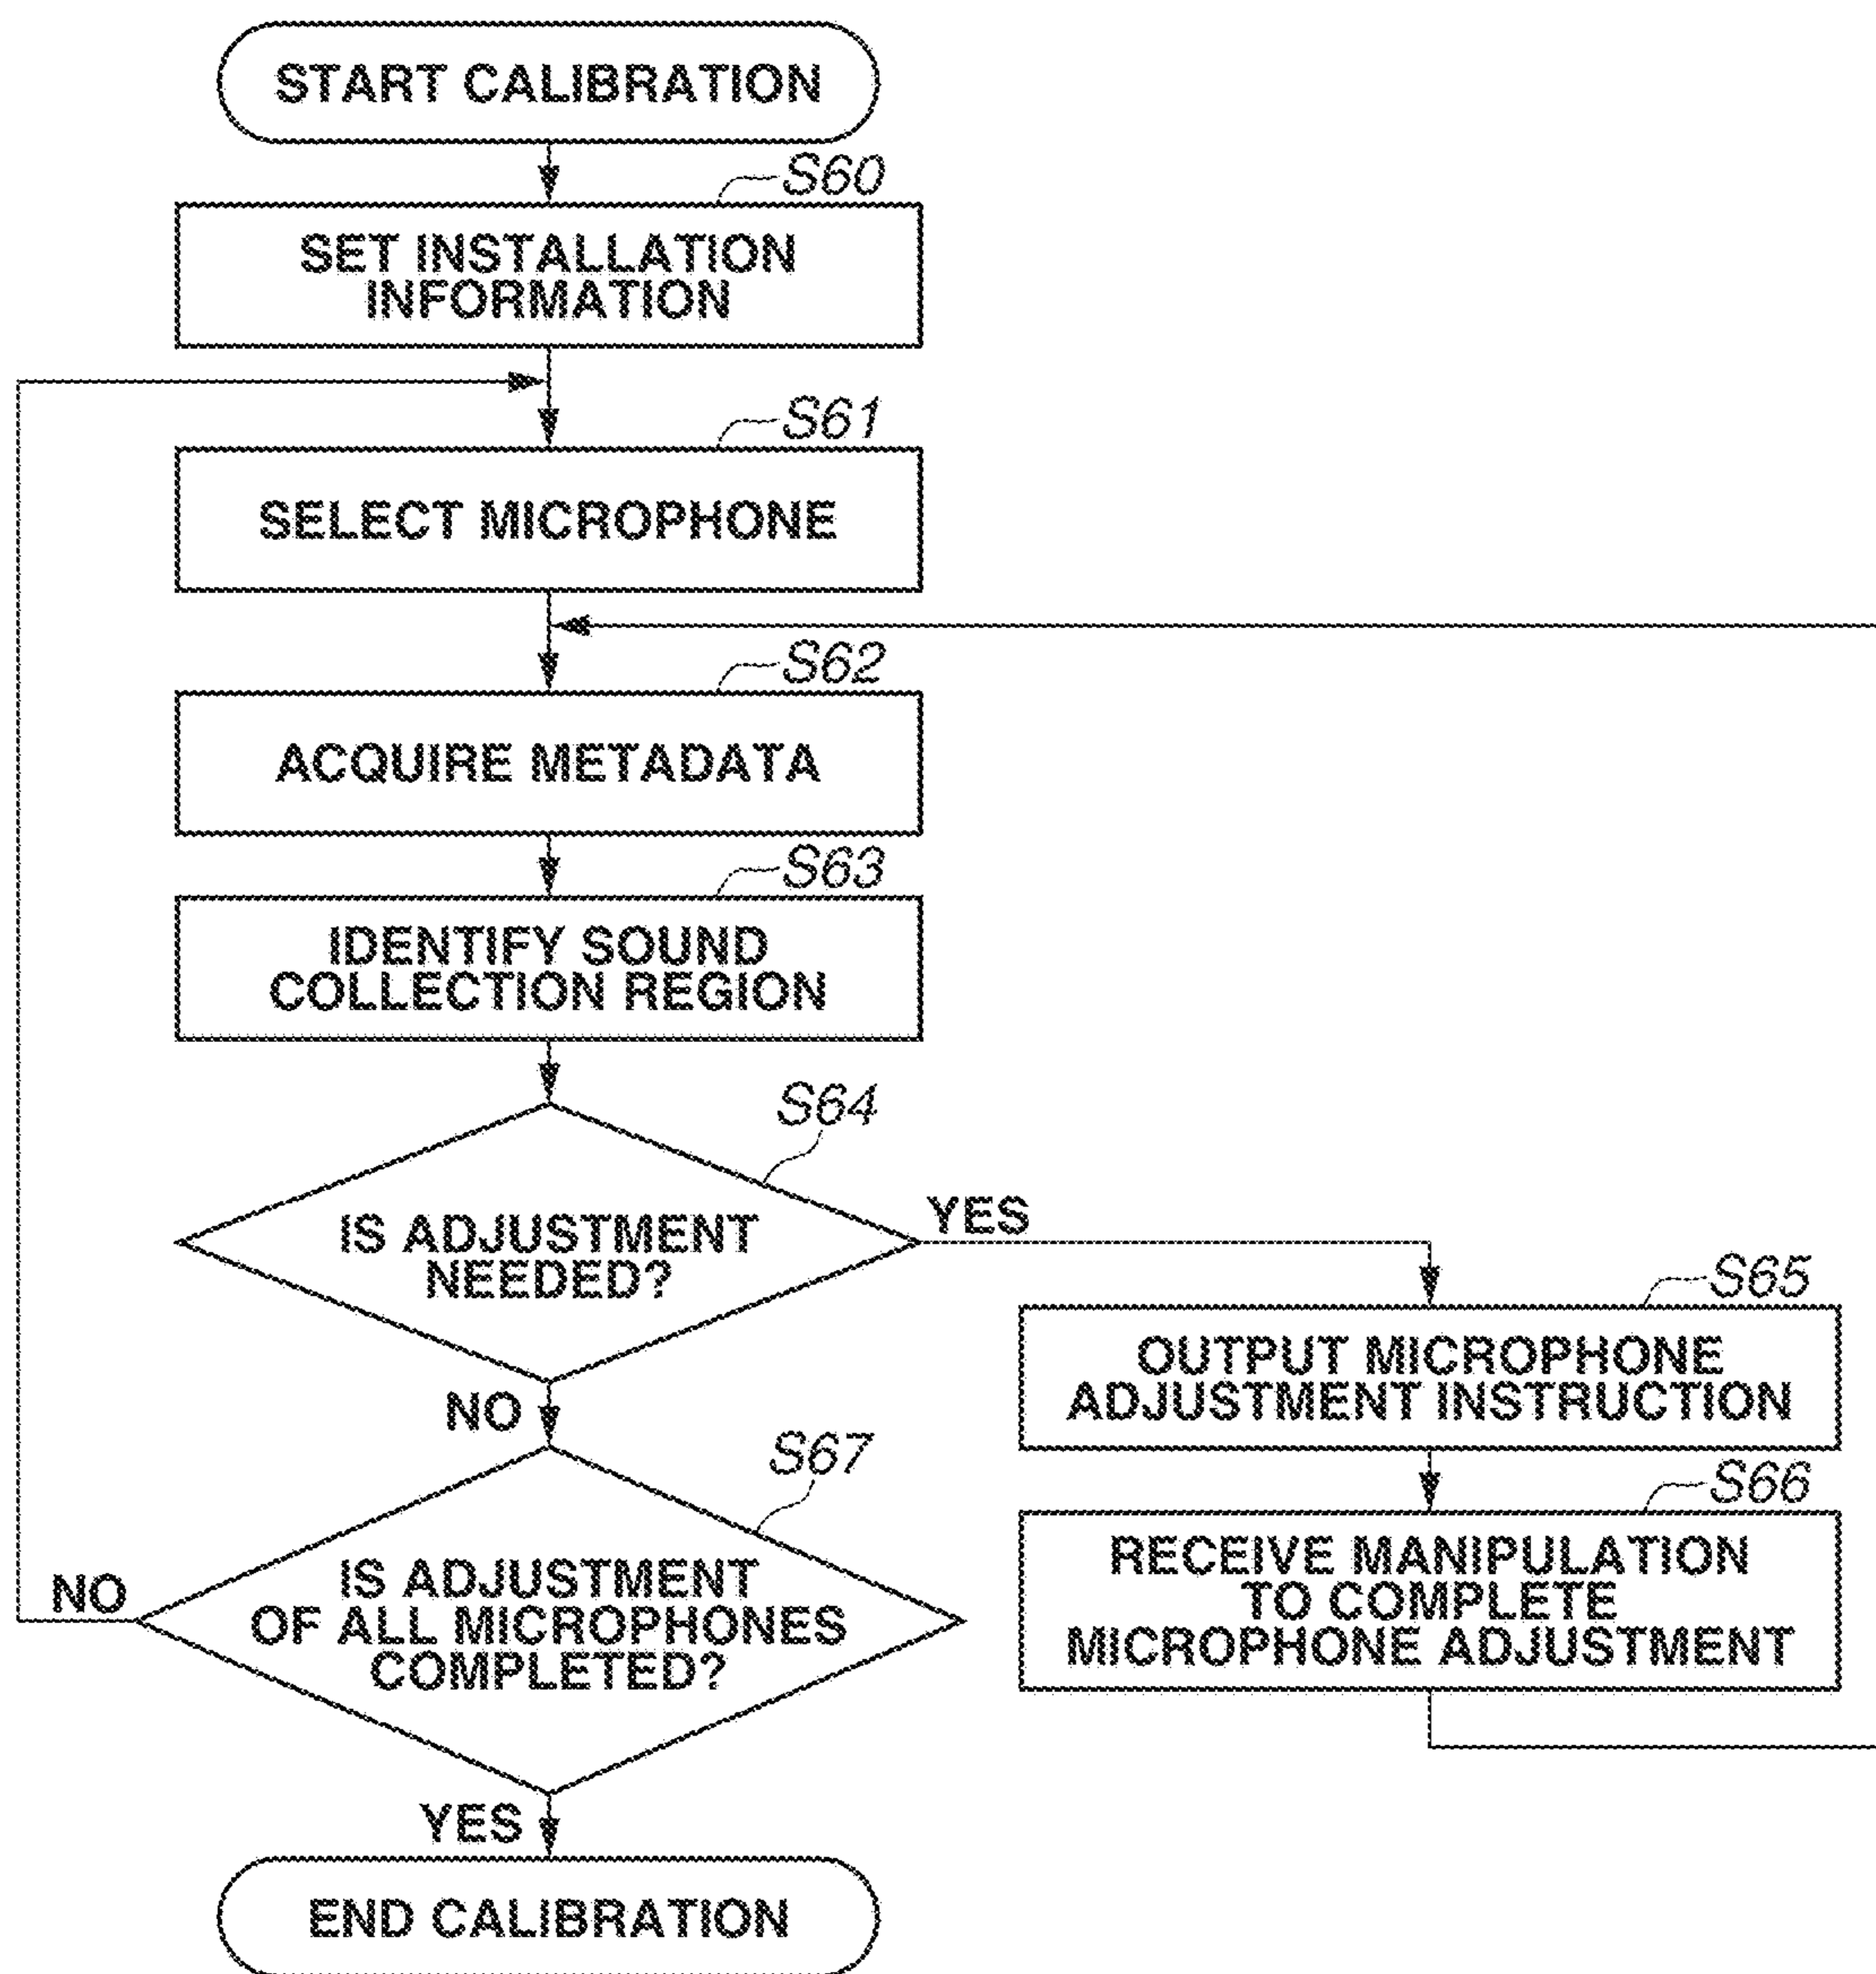 START CALIBRATION
S60
SET INSTALLATION
INFORMATION
S61
SELECT MICROPHONE
S62
ACQUIRE METADATA
S63
IDENTIFY SOUND
COLLECTION REGION
S64
IS ADJUSTMENT
NEEDED?
YES
S65
OUTPUT MICROPHONE
ADJUSTMENT INSTRUCTION
S66
RECEIVE MANIPULATION
TO COMPLETE
MICROPHONE ADJUSTMENT
NO
S67
IS ADJUSTMENT
OF ALL MICROPHONES
COMPLETED?
NO
YES
END CALIBRATION